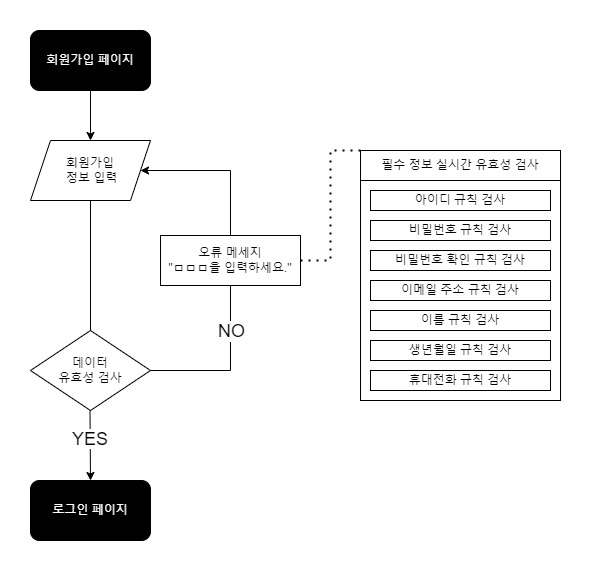 회원가입 페이지
회원가입
정보 입력
필수 정보 실시간 유효성 검사
아이디 규칙 검사
비밀번호 규칙 검사
비밀번호 확인 규칙 검사
이메일 주소 규칙 검사
이름 규칙 검사
생년월일 규칙 검사
휴대전화 규칙 검사
오류 메세지
"ㅁㅁㅁ을 입력하세요."
NO
데이터
유효성 검사
YES
로그인 페이지